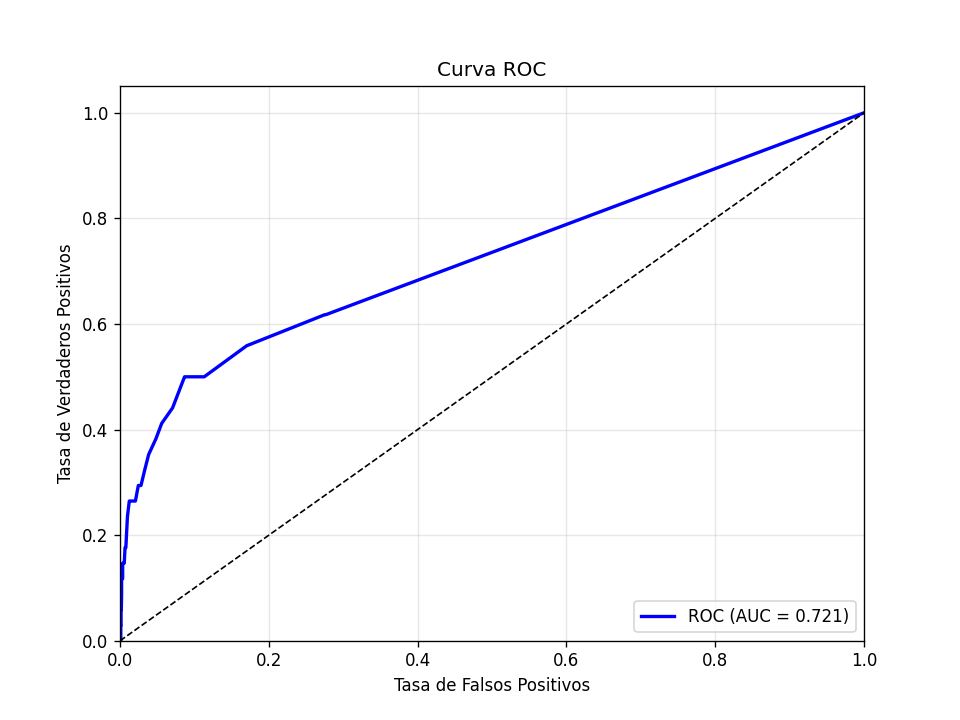 Curva ROC
Tasa de Verdaderos Positivos
1.0
0.8
0.6
0.4
0.2
0.0
0.0 0.2 0.4 0.6 0.8 1.0
Tasa de Falsos Positivos
ROC (AUC = 0.721)